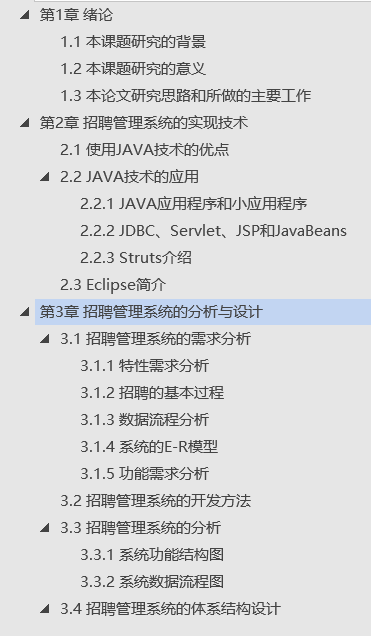 第1章 绪论
1.1 本课题研究的背景
1.2 本课题研究的意义
1.3 本论文研究思路和所做的主要工作
第2章 招聘管理系统的实现技术
2.1 使用JAVA技术的优点
2.2 JAVA技术的应用
2.2.1 JAVA应用程序和小应用程序
2.2.2 JDBC、Servlet、JSP和JavaBeans
2.2.3 Struts介绍
2.3 Eclipse简介
第3章 招聘管理系统的分析与设计
3.1 招聘管理系统的需求分析
3.1.1 特性需求分析
3.1.2 招聘的基本过程
3.1.3 数据流程分析
3.1.4 系统的E-R模型
3.1.5 功能需求分析
3.2 招聘管理系统的开发方法
3.3 招聘管理系统的分析
3.3.1 系统功能结构图
3.3.2 系统数据流程图
3.4 招聘管理系统的体系结构设计